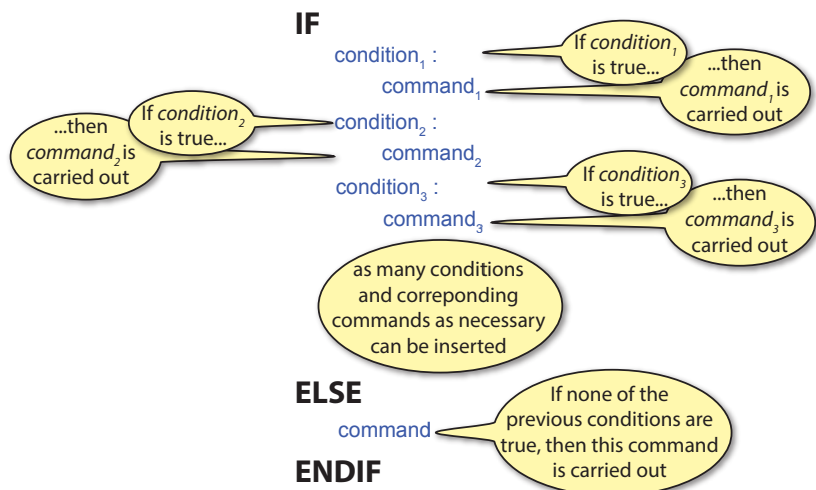 IF
condition1 :
If condition1
is true...
command1
...then
command1 is
carried out
If condition2
is true...
condition2 :
...then
command2 is
carried out
command2
condition3 :
If condition3
is true...
command3
...then
command3 is
carried out
as many conditions
and correponding
commands as necessary
can be inserted
ELSE
command
If none of the
previous conditions are
true, then this command
is carried out
ENDIF